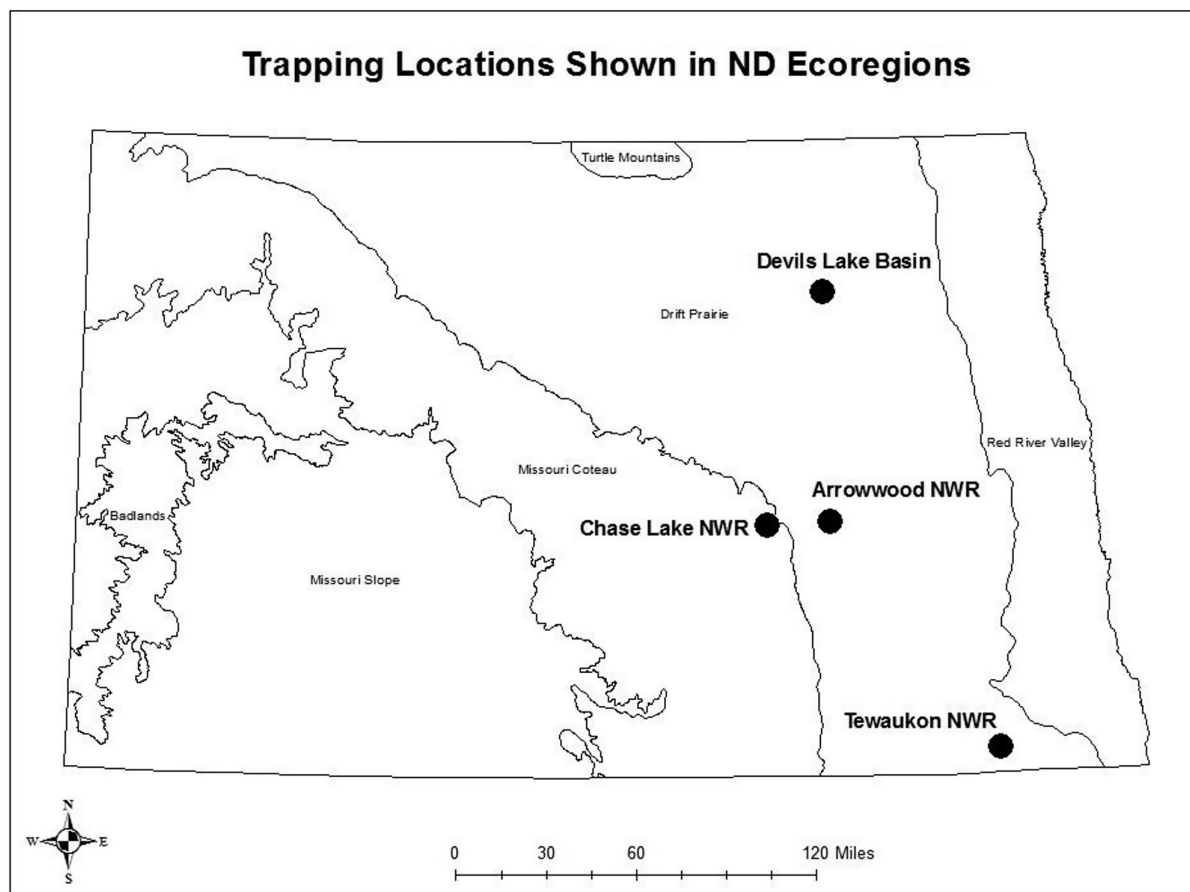 Trapping Locations Shown in ND Ecoregions
Turtle Mountains
Devils Lake Basin
Drift Prairie
Red River Valley
Missouri Coteau
Arrowwood NWR
Badlands
Chase Lake NWR
Missouri Slope
Tewaukon NWR
N
W E
S
0 30 60 120 Miles